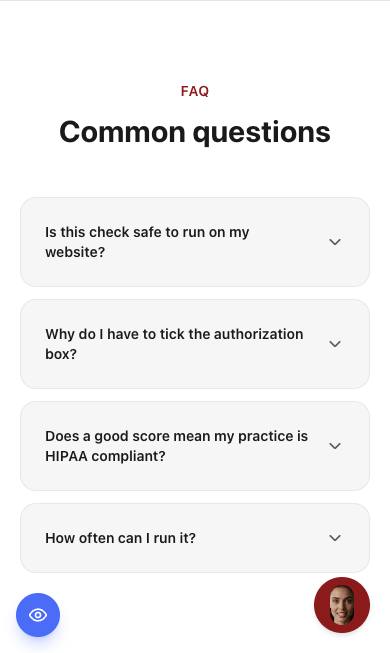 FAQ
Common questions
Is this check safe to run on my
website?
Why do I have to tick the authorization
box?
Does a good score mean my practice is
HIPAA compliant?
How often can I run it?